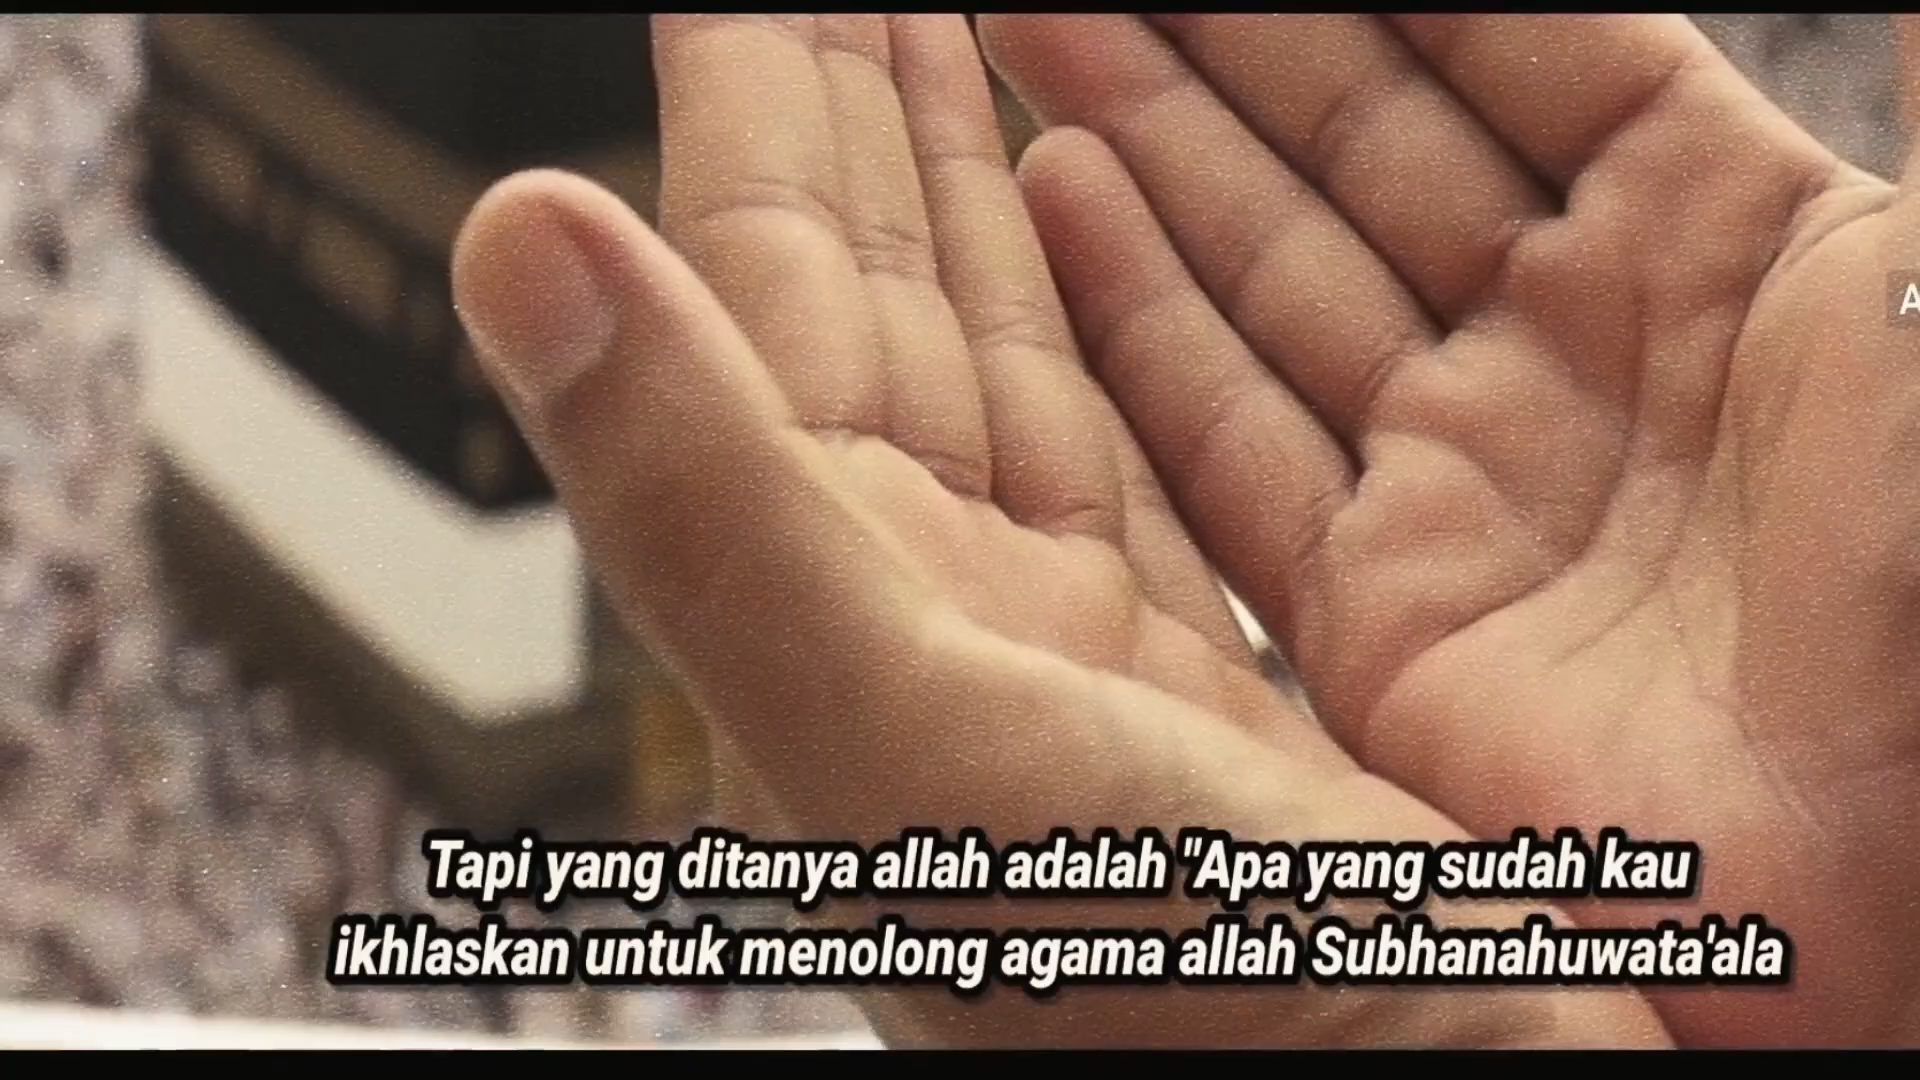 Tapi yang ditanya allah adalah "Apa yang sudah kau
ikhlaskan untuk menolong agama allah Subhanahuwata'ala